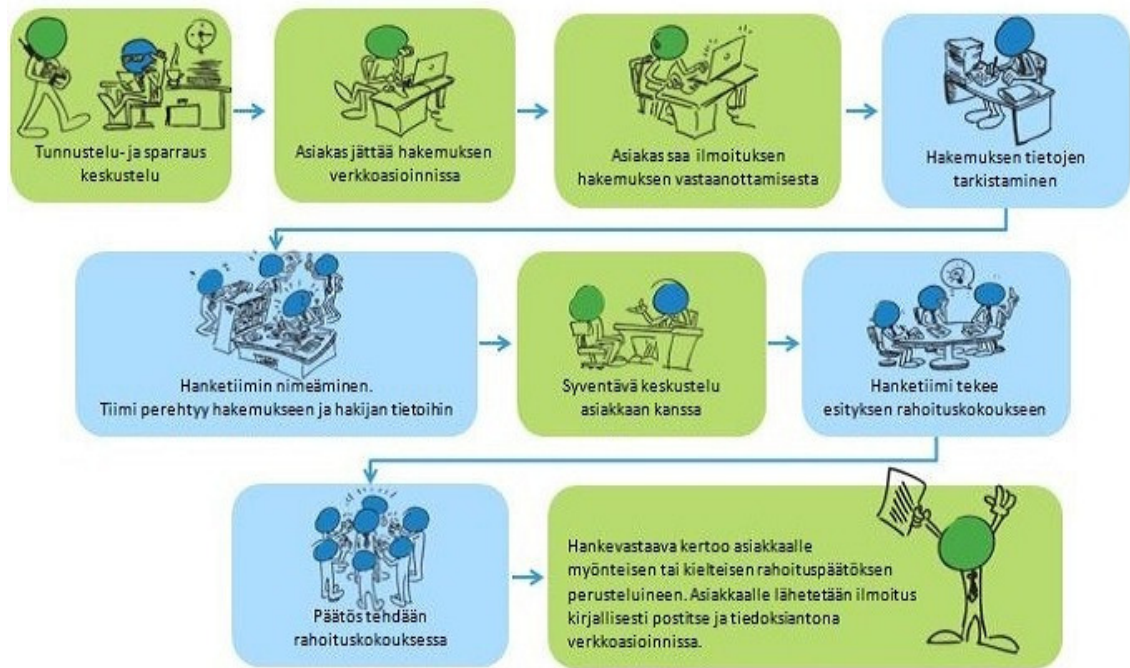 Tunnustelu- ja sparraus
keskustelu
Asiakas jättää hakemuksen
verkkoasioinnissa
Asiakas saa ilmoituksen
hakemuksen vastaanottamisesta
Hakemuksen tietojen
tarkistaminen
Hanketiimin nimeäminen.
Tiimi perehtyy hakemukseen ja hakijan tietoihin
Syventävä keskustelu
asiakkaan kanssa
Hanketiimi tekee
esityksen rahoituskokoukseen
Päätös tehdään
rahoituskokouksessa
Hankevastaava kertoo asiakkaalle
myönteisen tai kielteisen rahoituspäätöksen
perusteluineen. Asiakkaalle lähetetään ilmoitus
kirjallisesti postitse ja tiedoksiantona
verkkoasioinnissa.